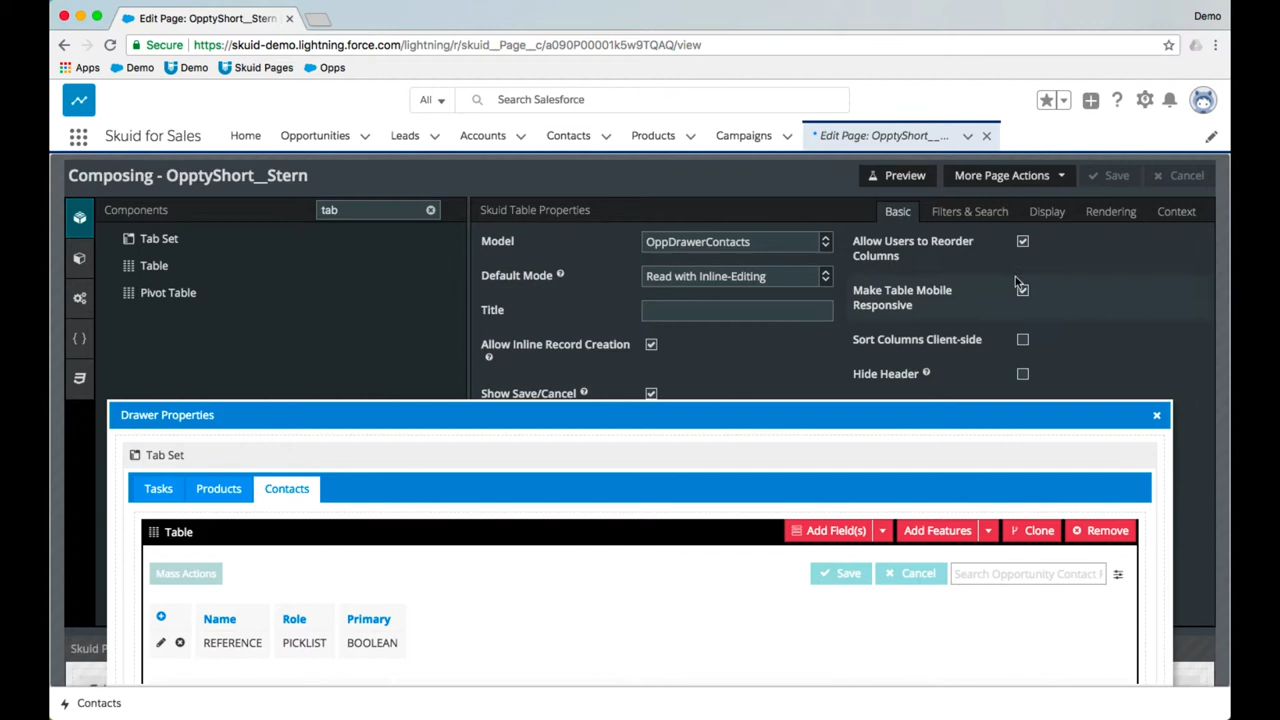 Edit Page: OpptyShort__Stern
Demo
Secure
https://skuid-demo.lightning.force.com/lightning/r/skuid__Page__c/a090P00001k5w9TQAQ/view
Apps Demo Demo Skuid Pages Opps
All Search Salesforce
Skuid for Sales Home Opportunities Leads Accounts Contacts Products Campaigns * Edit Page: OpptyShort__...
Composing - OpptyShort__Stern Preview More Page Actions Save Cancel
Components tab Skuid Table Properties Basic Filters & Search Display Rendering Context
Tab Set
Table
Pivot Table
Model OppDrawerContacts
Default Mode Read with Inline-Editing
Title
Allow Inline Record Creation
Show Save/Cancel
Allow Users to Reorder
Columns
Make Table Mobile
Responsive
Sort Columns Client-side
Hide Header
Drawer Properties
Tab Set
Tasks Products Contacts
Table Add Field(s) Add Features Clone Remove
Mass Actions Save Cancel Search Opportunity Contact
Name Role Primary
REFERENCE PICKLIST BOOLEAN
Skuid
Contacts